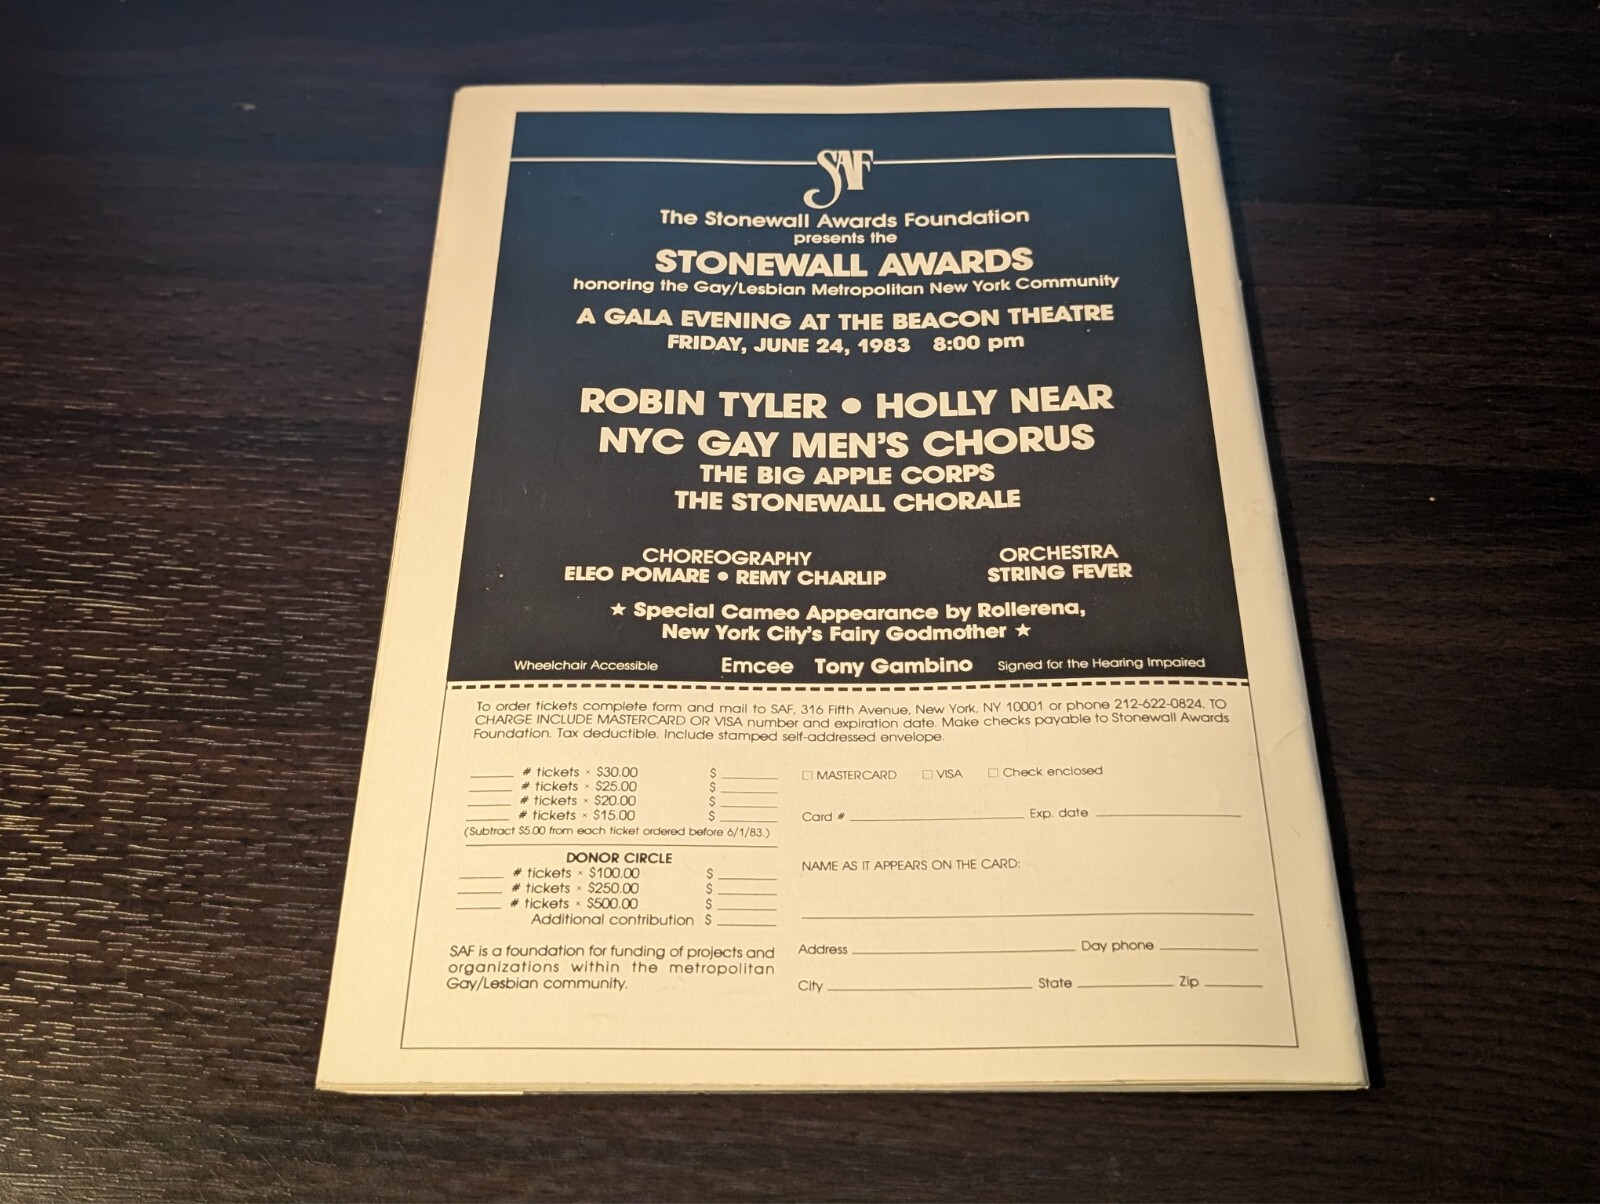 SAF
The Stonewall Awards Foundation
presents the
STONEWALL AWARDS
honoring the Gay/Lesbian Metropolitan New York Community
A GALA EVENING AT THE BEACON THEATRE
FRIDAY, JUNE 24, 1983 8:00 pm
ROBIN TYLER • HOLLY NEAR
NYC GAY MEN'S CHORUS
THE BIG APPLE CORPS
THE STONEWALL CHORALE
CHOREOGRAPHY
ELEO POMARE • REMY CHARLIP
ORCHESTRA
STRING FEVER
★ Special Cameo Appearance by Rollerena,
New York City's Fairy Godmother ★
Wheelchair Accessible Emcee Tony Gambino Signed for the Hearing Impaired
To order tickets complete form and mail to SAF, 316 Fifth Avenue, New York, NY 10001 or phone 212-622-0824. TO
CHARGE INCLUDE MASTERCARD OR VISA number and expiration date. Make checks payable to Stonewall Awards
Foundation. Tax deductible. Include stamped self-addressed envelope.
# tickets × $30.00 $
# tickets × $25.00 $
# tickets × $20.00 $
# tickets × $15.00 $
(Subtract $5.00 from each ticket ordered before 6/1/83.)
DONOR CIRCLE
# tickets × $100.00 $
# tickets × $250.00 $
# tickets × $500.00 $
Additional contribution $
SAF is a foundation for funding of projects and
organizations within the metropolitan
Gay/Lesbian community.
☐ MASTERCARD ☐ VISA ☐ Check enclosed
Card # Exp. date
NAME AS IT APPEARS ON THE CARD:
Address Day phone
City State Zip